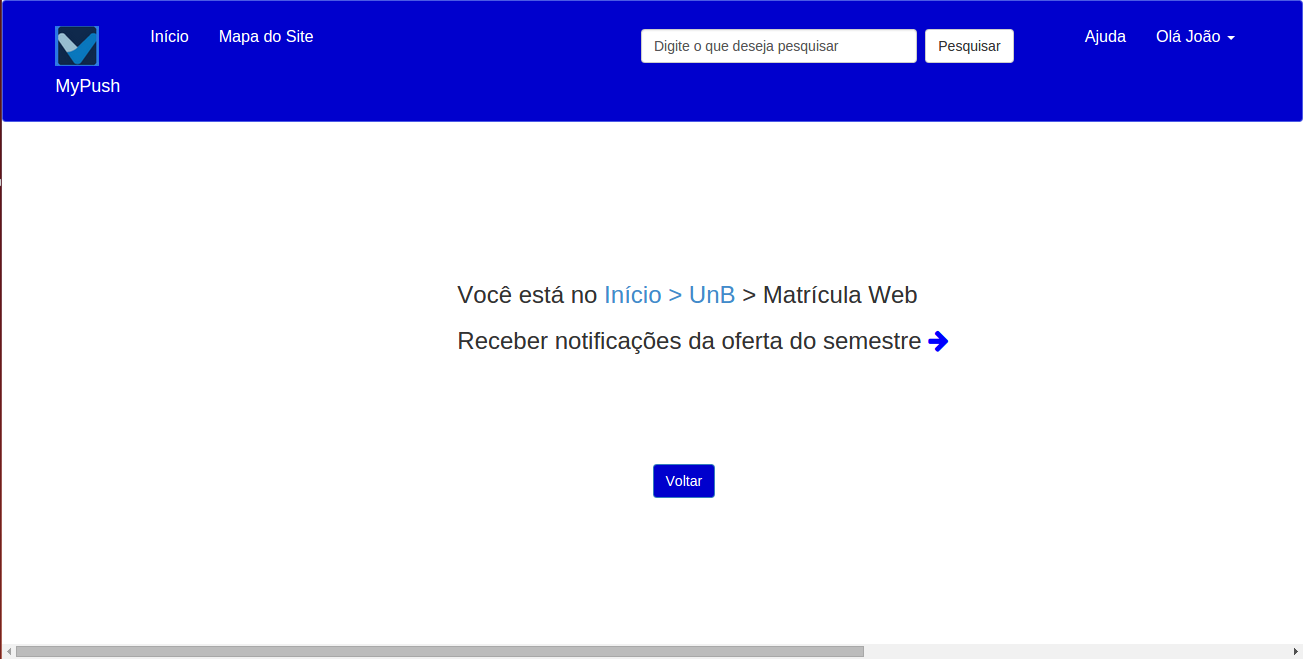 Início Mapa do Site Digite o que deseja pesquisar Pesquisar Ajuda Olá João
MyPush
Você está no Início > UnB > Matrícula Web
Receber notificações da oferta do semestre
Voltar